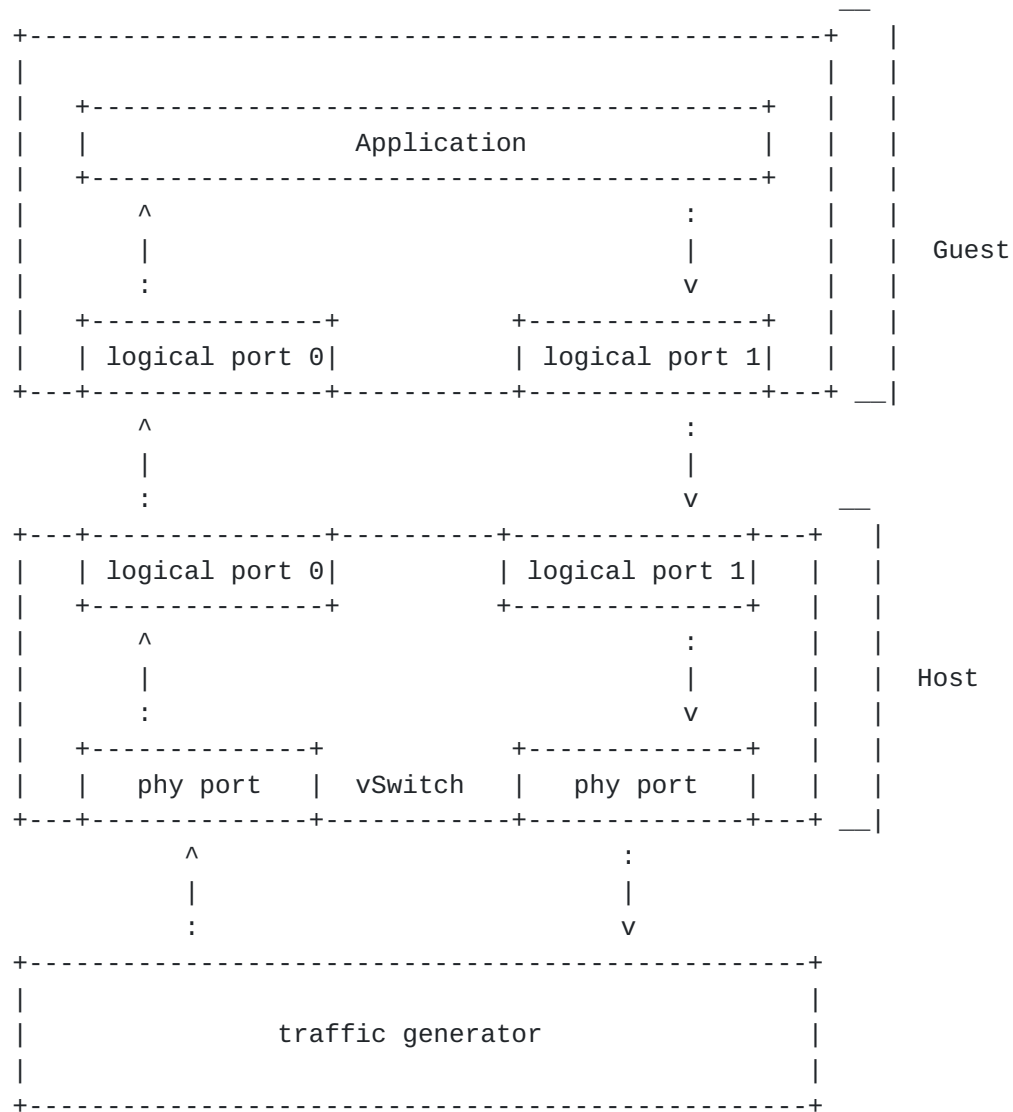 Application
Guest
logical port 0 logical port 1
logical port 0 logical port 1
Host
phy port vSwitch phy port
traffic generator